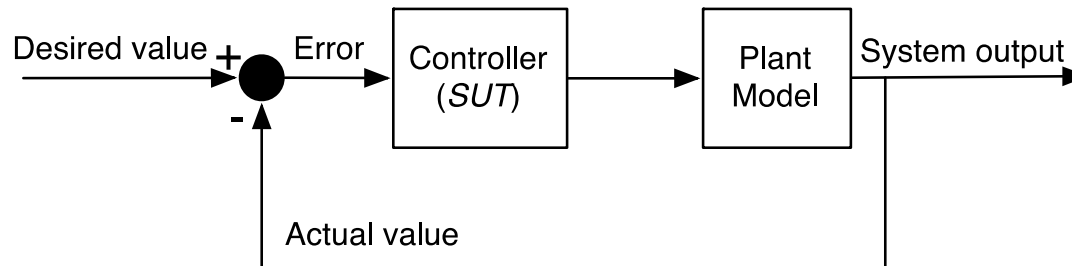 Desired value
+
Error
Controller
(SUT)
Plant
Model
System output
-
Actual value